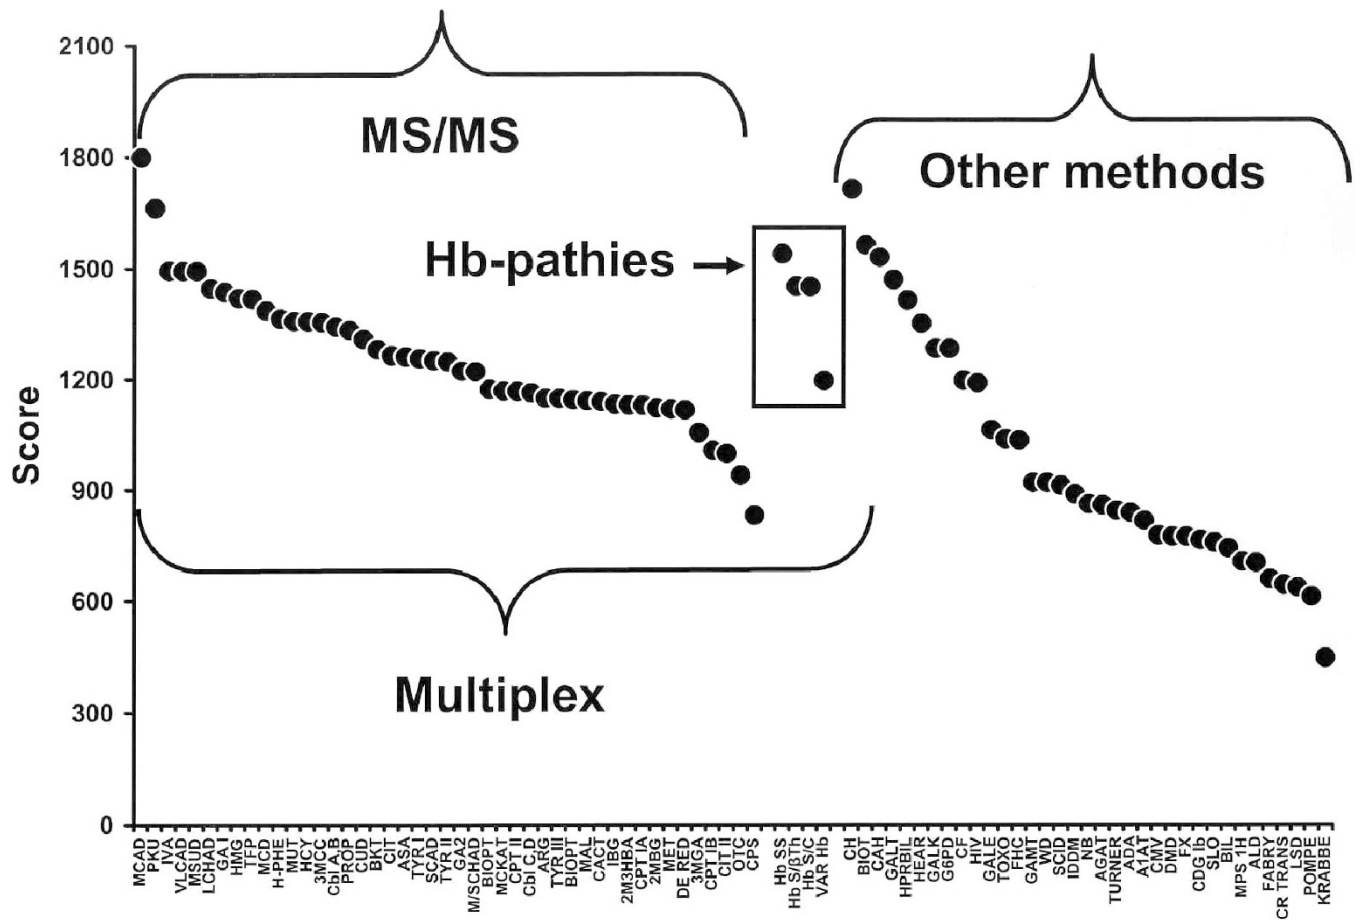 2100
1800
1500
1200
900
600
300
0
Score
MS/MS
Other methods
Hb-pathies
Multiplex
MCAD
PKU
IVA
VLCAD
MSUD
LCHAD
GA I
HMG
TFP
MCD
H-PHE
MUT
HCY
3MCC
Cbl A,B
PROP
CUD
BKT
CIT
ASA
TYR I
SCAD
TYR II
GA2
M/SCHAD
BIOPT
MCKAT
CPT II
Cbl C,D
ARG
TYR III
BIOPT
MAL
CACT
IBG
2M3HBA
CPT IA
2MBG
MET
DE RED
3MGA
CPT IB
CIT II
OTC
CPS
Hb SS
Hb S/βTh
Hb S/C
VAR Hb
CH
BIOT
CAH
GALT
HPRBIL
HEAR
GALK
G6PD
CF
HIV
GALE
TOXO
FHC
GAMT
WD
SCID
IDDM
NB
AGAT
TURNER
ADA
A1AT
CMV
DMD
FX
CDG Ib
SLO
BIL
MPS 1H
ALD
FABRY
CR TRANS
LSD
POMPE
KRABBE